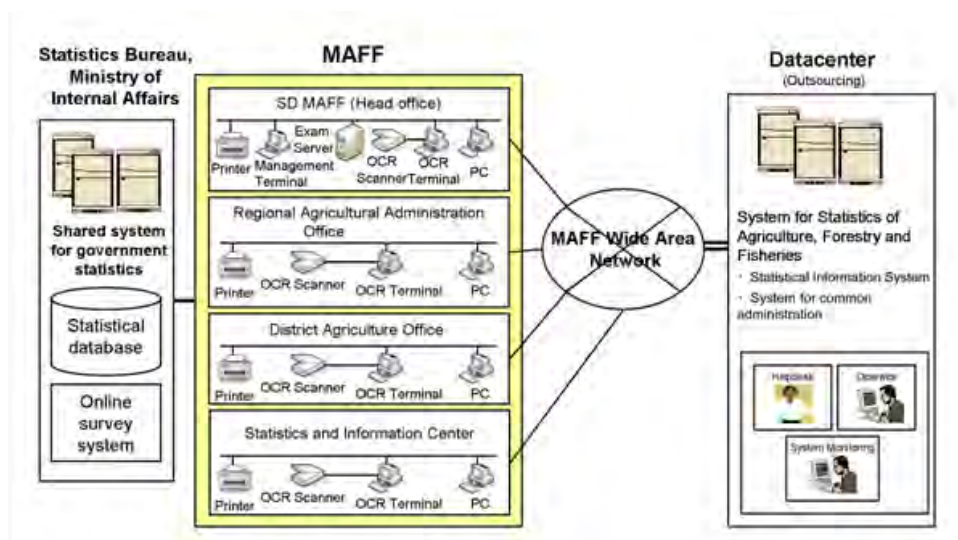 Statistics Bureau,
Ministry of
Internal Affairs
Shared system
for government
statistics
Statistical
database
Online
survey
system
MAFF
SD MAFF (Head office)
Printer
Management
Terminal
Exam
Server
OCR
Scanner
OCR
Terminal
PC
Regional Agricultural Administration
Office
Printer
OCR Scanner
OCR Terminal
PC
District Agriculture Office
Printer
OCR Scanner
OCR Terminal
PC
Statistics and Information Center
Printer
OCR Scanner
OCR Terminal
PC
MAFF Wide Area
Network
Datacenter
(Outsourcing)
System for Statistics of
Agriculture, Forestry and
Fisheries
· Statistical Information System
· System for common
administration
Helpdesk
Operator
System Monitoring